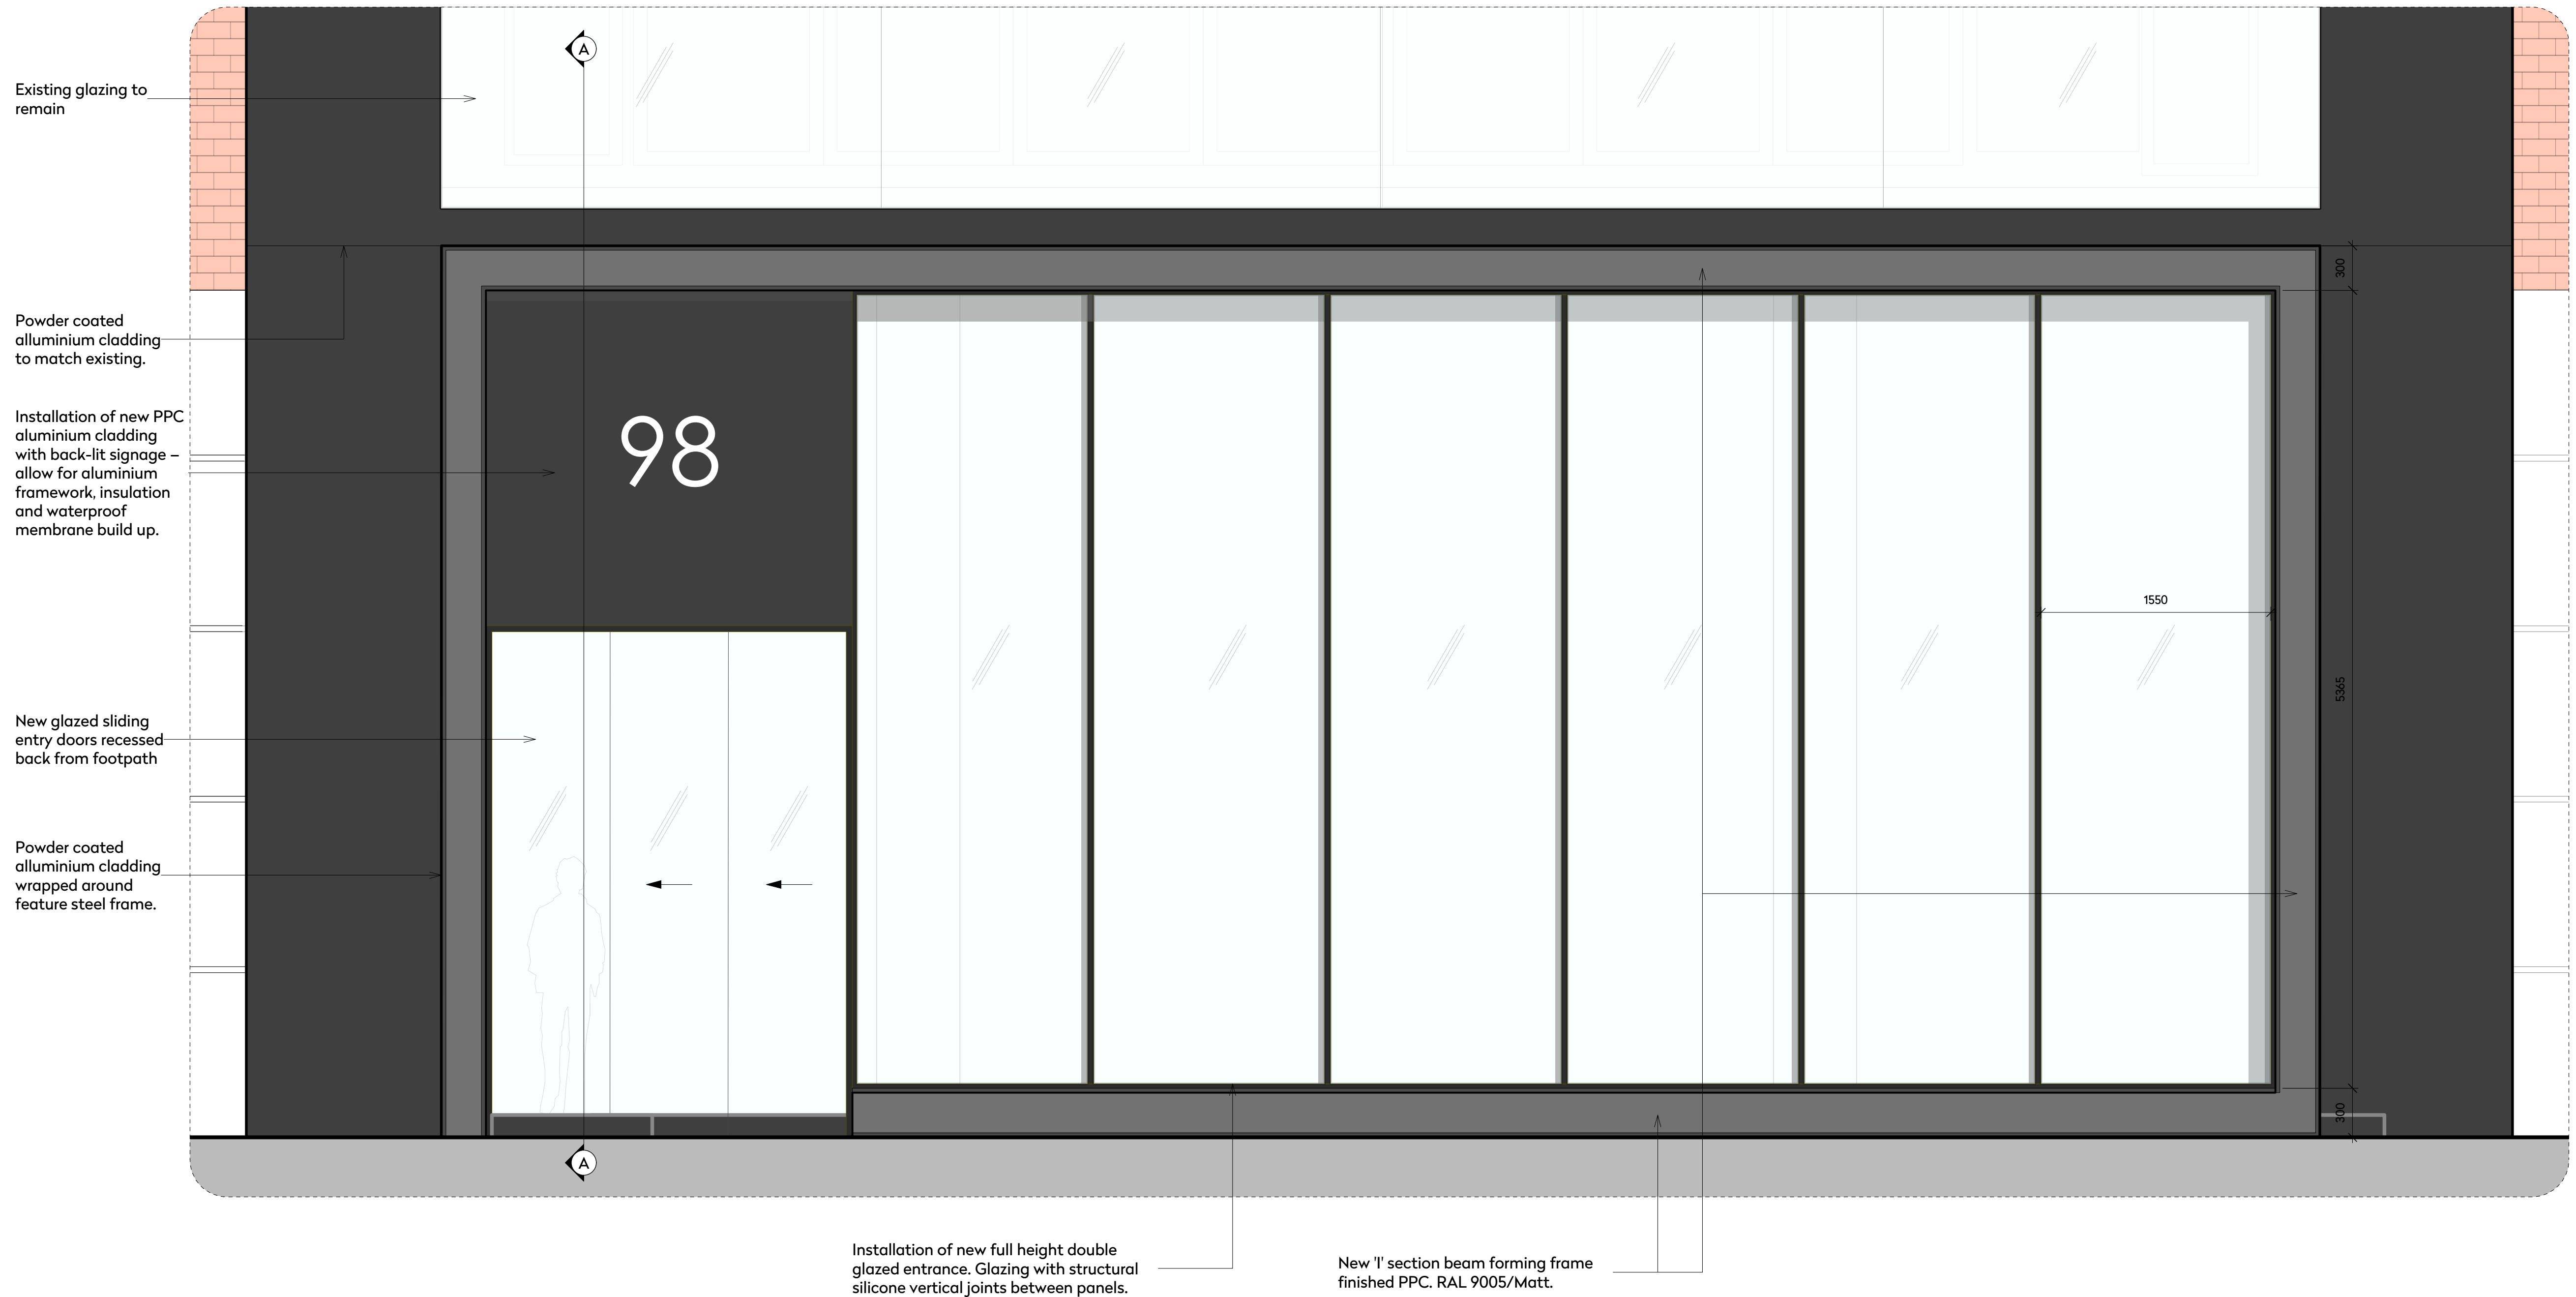 A
Existing glazing to
remain
300
Powder coated
alluminium cladding
to match existing.
Installation of new PPC
aluminium cladding
with back-lit signage –
allow for aluminium
framework, insulation
and waterproof
membrane build up.
98
1550
5365
New glazed sliding
entry doors recessed
back from footpath
Powder coated
alluminium cladding
wrapped around
feature steel frame.
300
A
Installation of new full height double
glazed entrance. Glazing with structural
silicone vertical joints between panels.
New 'I' section beam forming frame
finished PPC. RAL 9005/Matt.